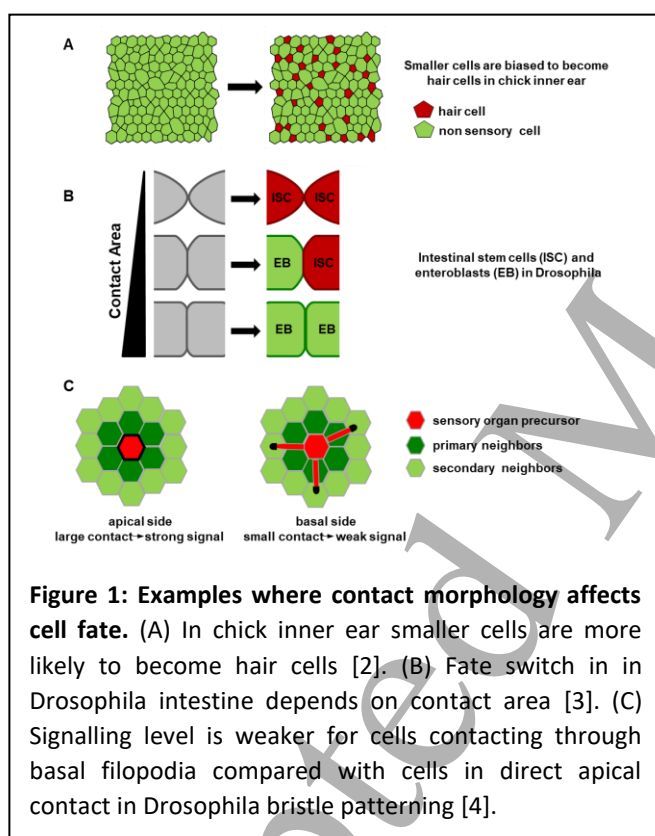 A
Smaller cells are biased to become
hair cells in chick inner ear
hair cell
non sensory cell
B
Contact Area
ISC ISC
EB ISC
EB EB
Intestinal stem cells (ISC) and
enteroblasts (EB) in Drosophila
C
sensory organ precursor
primary neighbors
secondary neighbors
apical side
large contact→strong signal
basal side
small contact→weak signal
Figure 1: Examples where contact morphology affects
cell fate. (A) In chick inner ear smaller cells are more
likely to become hair cells [2]. (B) Fate switch in in
Drosophila intestine depends on contact area [3]. (C)
Signalling level is weaker for cells contacting through
basal filopodia compared with cells in direct apical
contact in Drosophila bristle patterning [4].